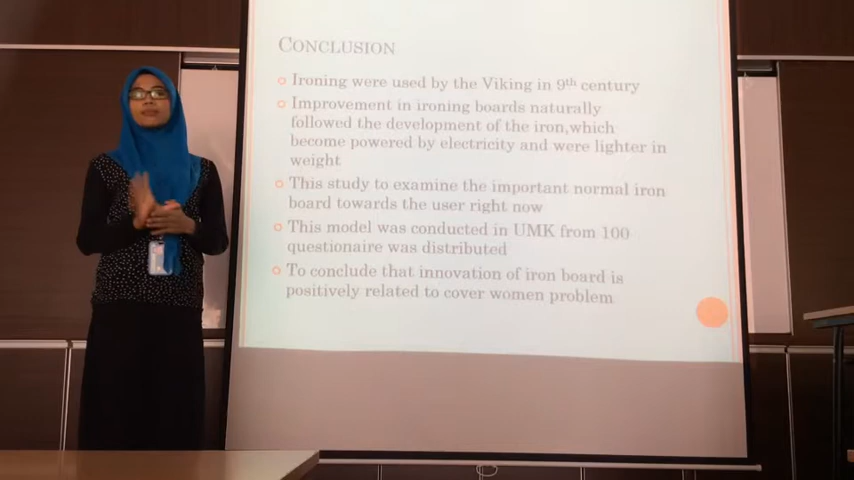 CONCLUSION
Ironing were used by the Viking in 9th century
Improvement in ironing boards naturally
followed the development of the iron,which
become powered by electricity and were lighter in
weight
This study to examine the important normal iron
board towards the user right now
This model was conducted in UMK from 100
questionaire was distributed
To conclude that innovation of iron board is
positively related to cover women problem